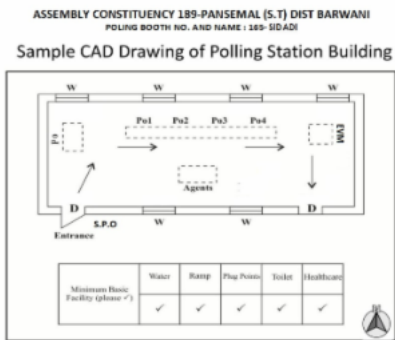 ASSEMBLY CONSTITUENCY 189-PANSEMAL (S.T) DIST BARWANI
POLING BOOTH NO. AND NAME : 165- SIDADI
Sample CAD Drawing of Polling Station Building
W W W W
Po1 Po2 Po3 Po4
Po
EVM
Agents
D D
S.P.O W W
Entrance
Minimum Basic Facility (please ✓) Water Ramp Plug Points Toilet Healthcare
✓ ✓ ✓ ✓ ✓